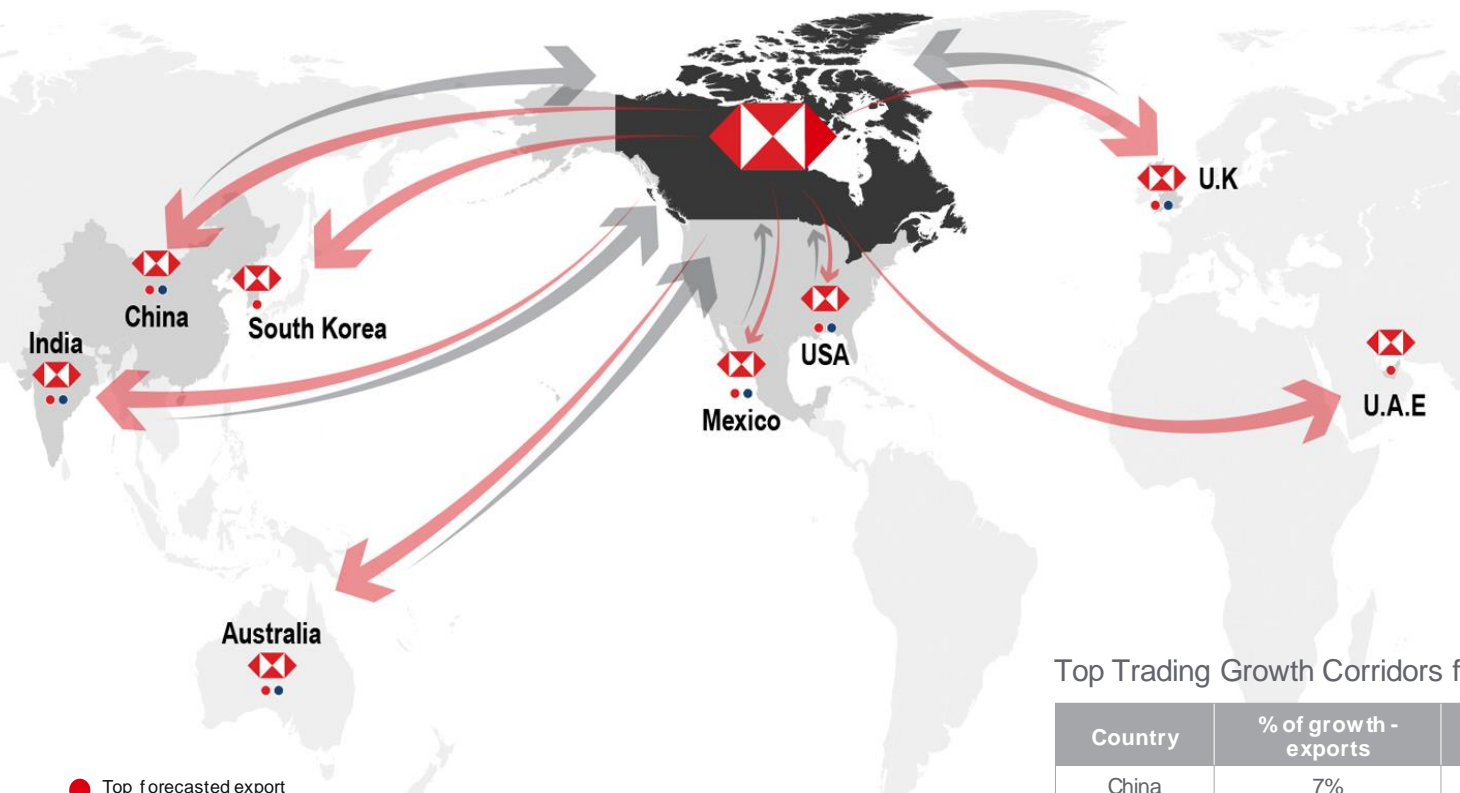 U.K
China
South Korea
India
USA
Mexico
U.A.E
Australia
Top Trading Growth Corridors f
Country
% of growth -
exports
China
7%
Top forecasted export